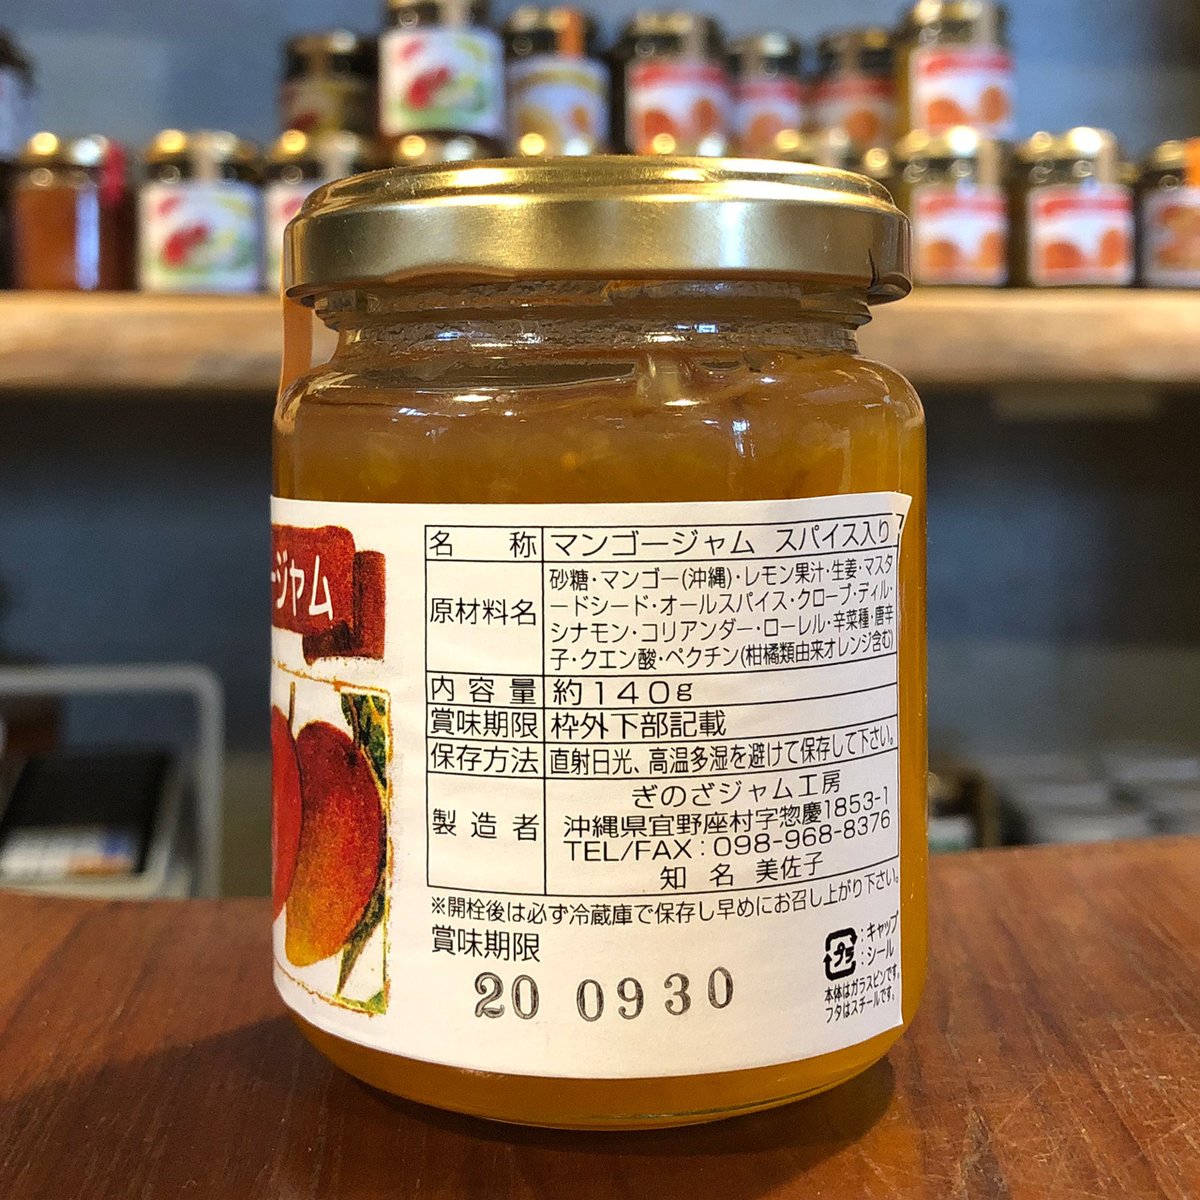 ージャム
名称 マンゴージャム スパイス入り
原材料名 砂糖・マンゴー(沖縄)・レモン果汁・生姜・マスタ
ードシード・オールスパイス・クローブ・ディル・
シナモン・コリアンダー・ローレル・辛菜種・唐辛
子・クエン酸・ペクチン(柑橘類由来オレンジ含む)
内容量 約140g
賞味期限 枠外下部記載
保存方法 直射日光、高温多湿を避けて保存して下さい。
製造者 ぎのざジャム工房
沖縄県宜野座村字惣慶1853-1
TEL/FAX:098-968-8376
知名 美佐子
※開栓後は必ず冷蔵庫で保存し早めにお召し上がり下さい。
賞味期限
20 0930
プラ :キャップ
:シール
本体はガラスビンです。
フタはスチールです。